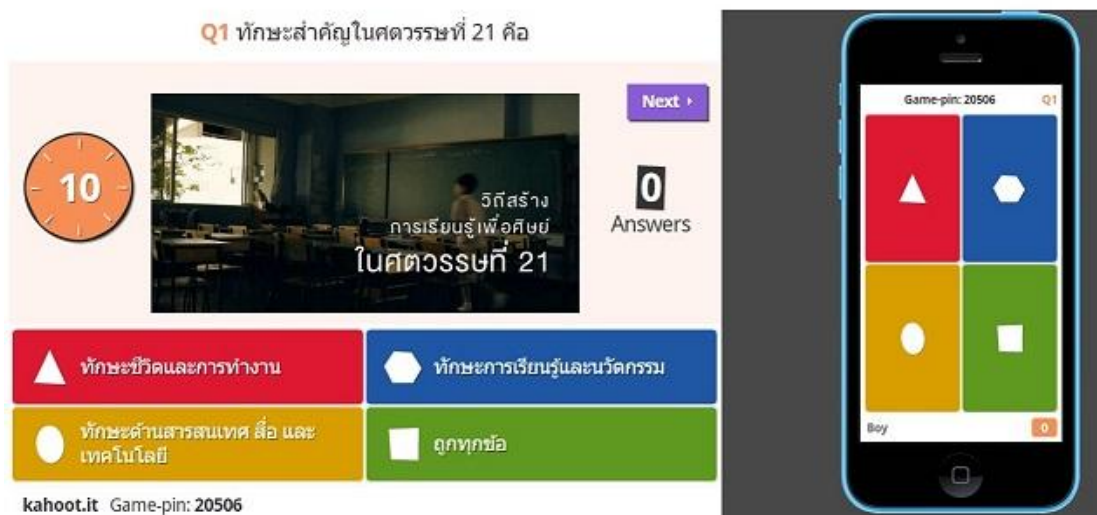 Q1 ทักษะสำคัญในศตวรรษที่ 21 คือ
Next
10
วิถีสร้าง
การเรียนรู้เพื่อศิษย์
ในศตวรรษที่ 21
0
Answers
ทักษะชีวิตและการทำงาน
ทักษะการเรียนรู้และนวัตกรรม
ทักษะด้านสารสนเทศ สื่อ และ
เทคโนโลยี
ถูกทุกข้อ
kahoot.it Game-pin: 20506
Game-pin: 20506 Q1
Boy 0